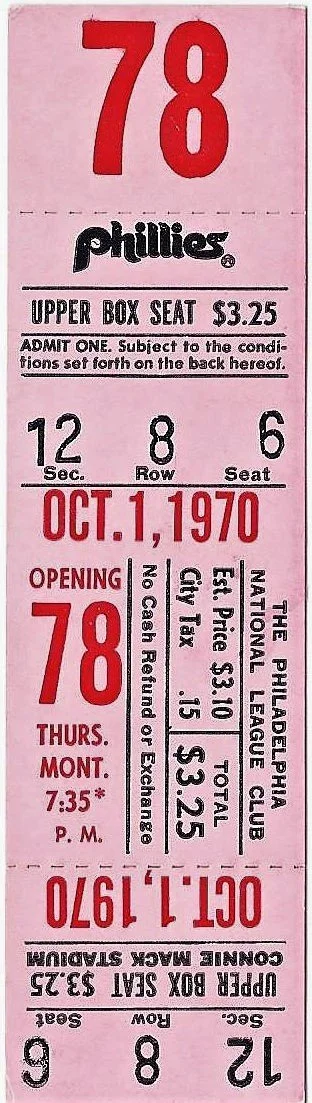 78
Phillies®
UPPER BOX SEAT $3.25
ADMIT ONE. Subject to the condi-
tions set forth on the back hereof.
12 8 6
Sec. Row Seat
OCT. 1, 1970
OPENING
78
THURS.
MONT.
7:35*
P. M.
No Cash Refund or Exchange
Est. Price $3.10
City Tax .15
TOTAL
$3.25
THE PHILADELPHIA
NATIONAL LEAGUE CLUB
OCT. 1, 1970
CONNIE MACK STADIUM
UPPER BOX SEAT $3.25
Sec. Row Seat
12 8 6